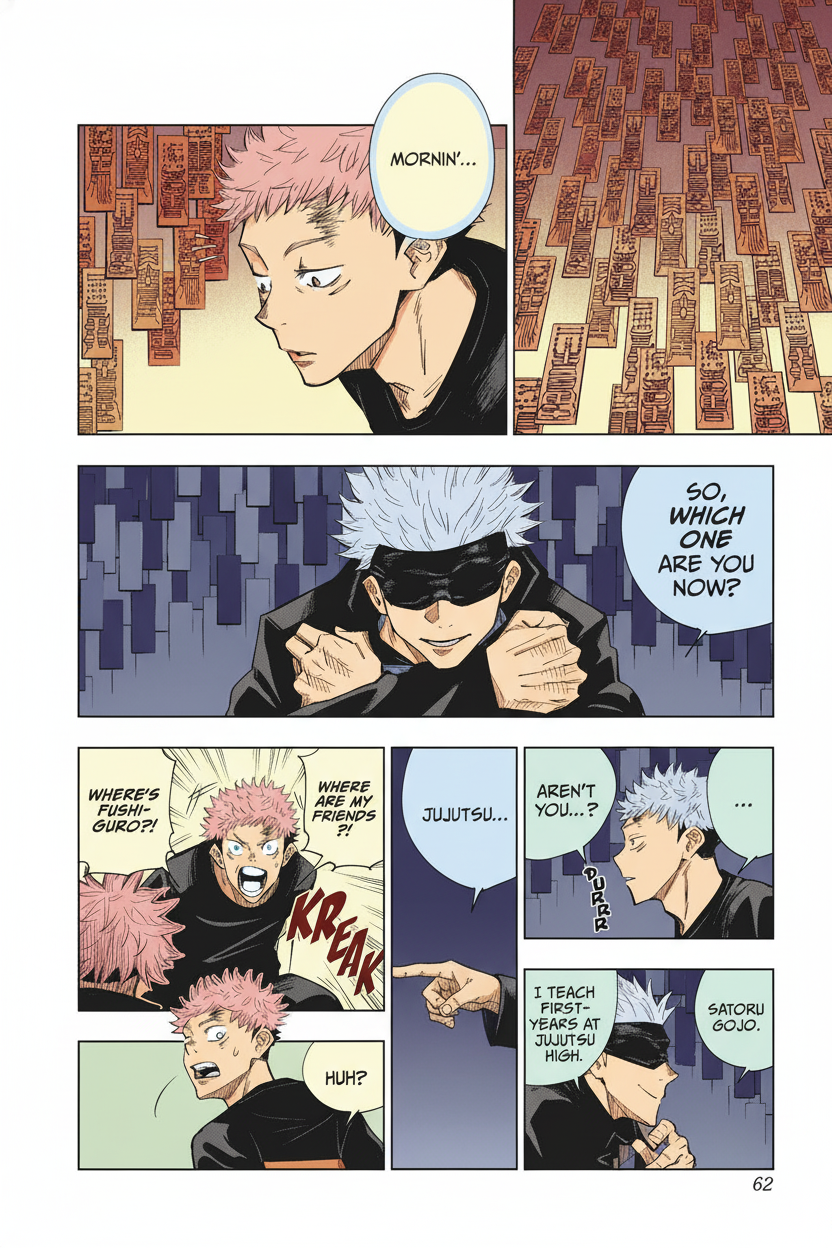 MORNIN'...
SO,
WHICH
ONE
ARE YOU
NOW?
...
AREN'T
YOU...?
DURRR
SATORU
GOJO.
I TEACH
FIRST-
YEARS AT
JUJUTSU
HIGH.
JUJUTSU...
WHERE
ARE MY
FRIENDS
?!
WHERE'S
FUSHI-
GURO?!
KREAK
HUH?
62